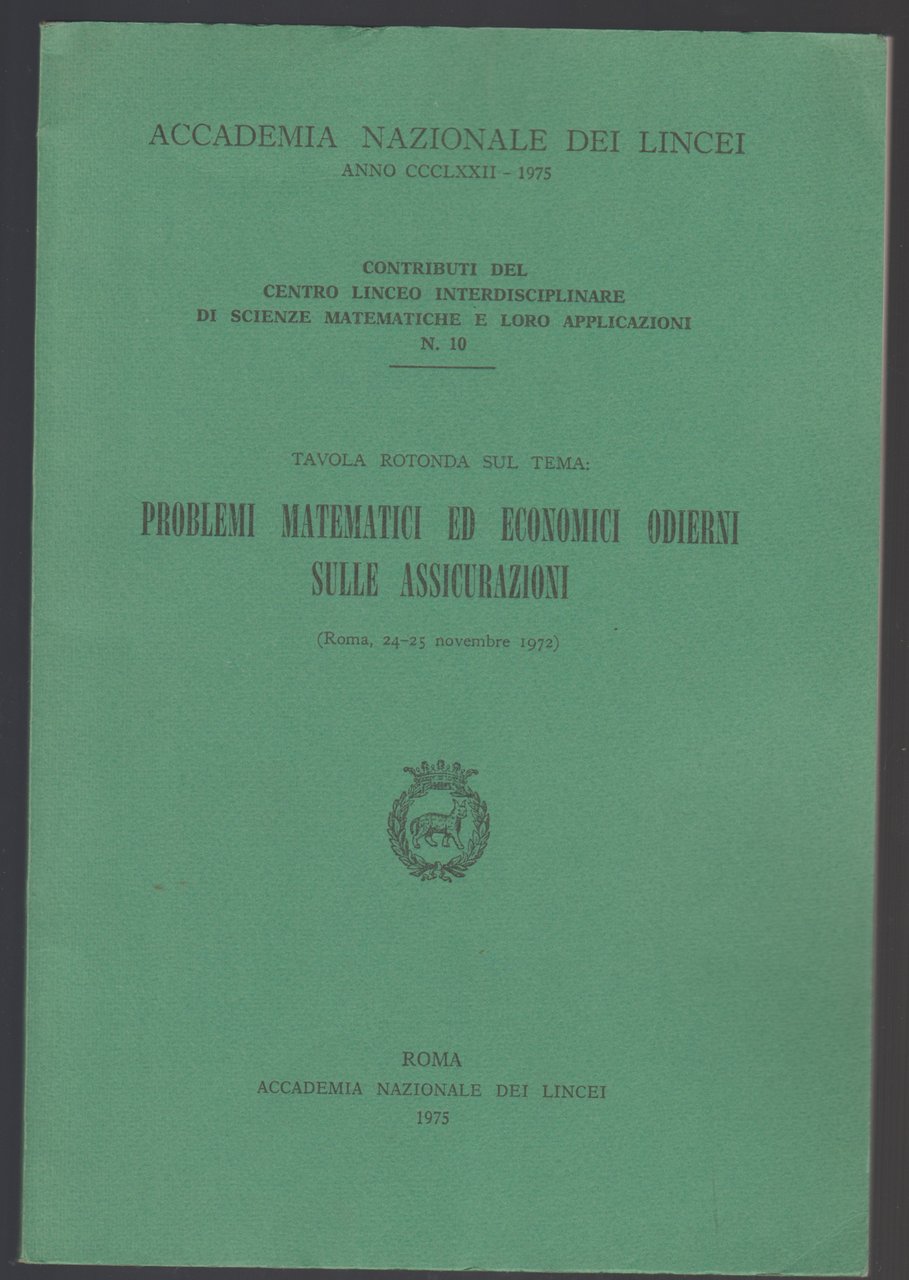 ACCADEMIA NAZIONALE DEI LINCEI
ANNO CCCLXXII – 1975
CONTRIBUTI DEL
CENTRO LINCEO INTERDISCIPLINARE
DI SCIENZE MATEMATICHE E LORO APPLICAZIONI
N. 10
TAVOLA ROTONDA SUL TEMA:
PROBLEMI MATEMATICI ED ECONOMICI ODIERNI
SULLE ASSICURAZIONI
(Roma, 24–25 novembre 1972)
ROMA
ACCADEMIA NAZIONALE DEI LINCEI
1975